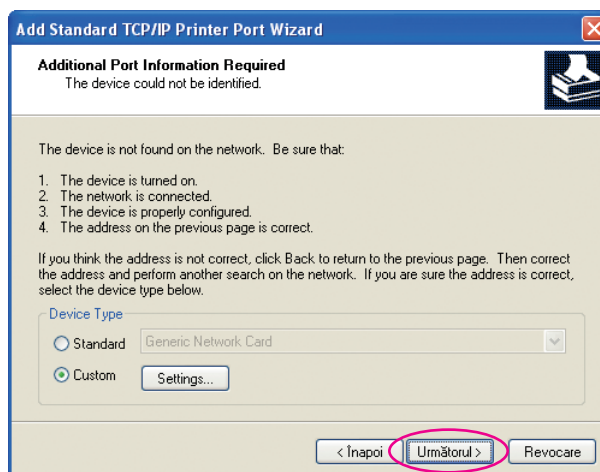 Add Standard TCP/IP Printer Port Wizard
Additional Port Information Required
The device could not be identified.
The device is not found on the network. Be sure that:
1. The device is turned on.
2. The network is connected.
3. The device is properly configured.
4. The address on the previous page is correct.
If you think the address is not correct, click Back to return to the previous page. Then correct
the address and perform another search on the network. If you are sure the address is correct,
select the device type below.
Device Type
Standard Generic Network Card
Custom Settings...
< Înapoi Următorul > Revocare